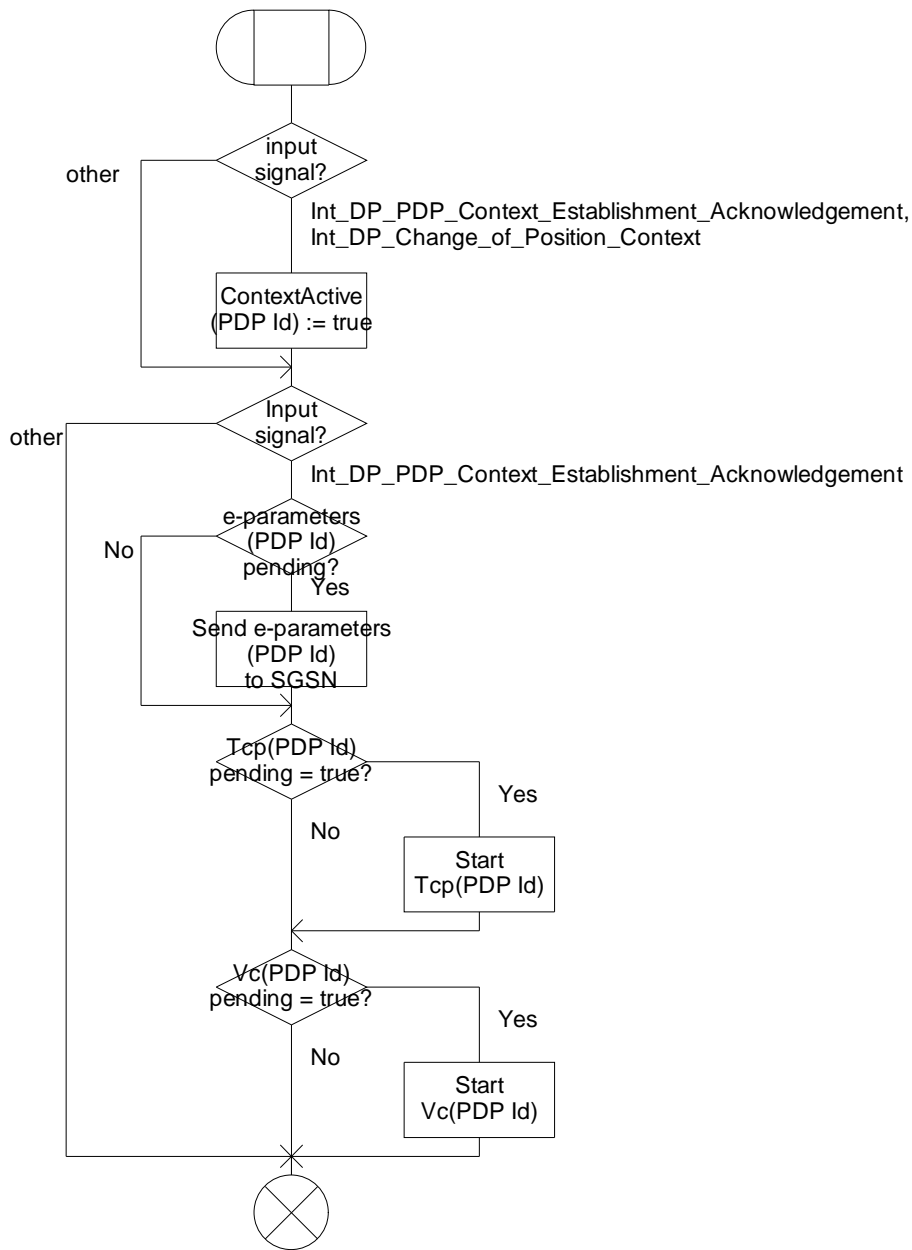 input
signal?
other
Int_DP_PDP_Context_Establishment_Acknowledgement,
Int_DP_Change_of_Position_Context
ContextActive
(PDP Id) := true
Input
signal?
other
Int_DP_PDP_Context_Establishment_Acknowledgement
e-parameters
(PDP Id)
pending?
No
Yes
Send e-parameters
(PDP Id)
to SGSN
Tcp(PDP Id)
pending = true?
Yes
No
Start
Tcp(PDP Id)
Vc(PDP Id)
pending = true?
Yes
No
Start
Vc(PDP Id)